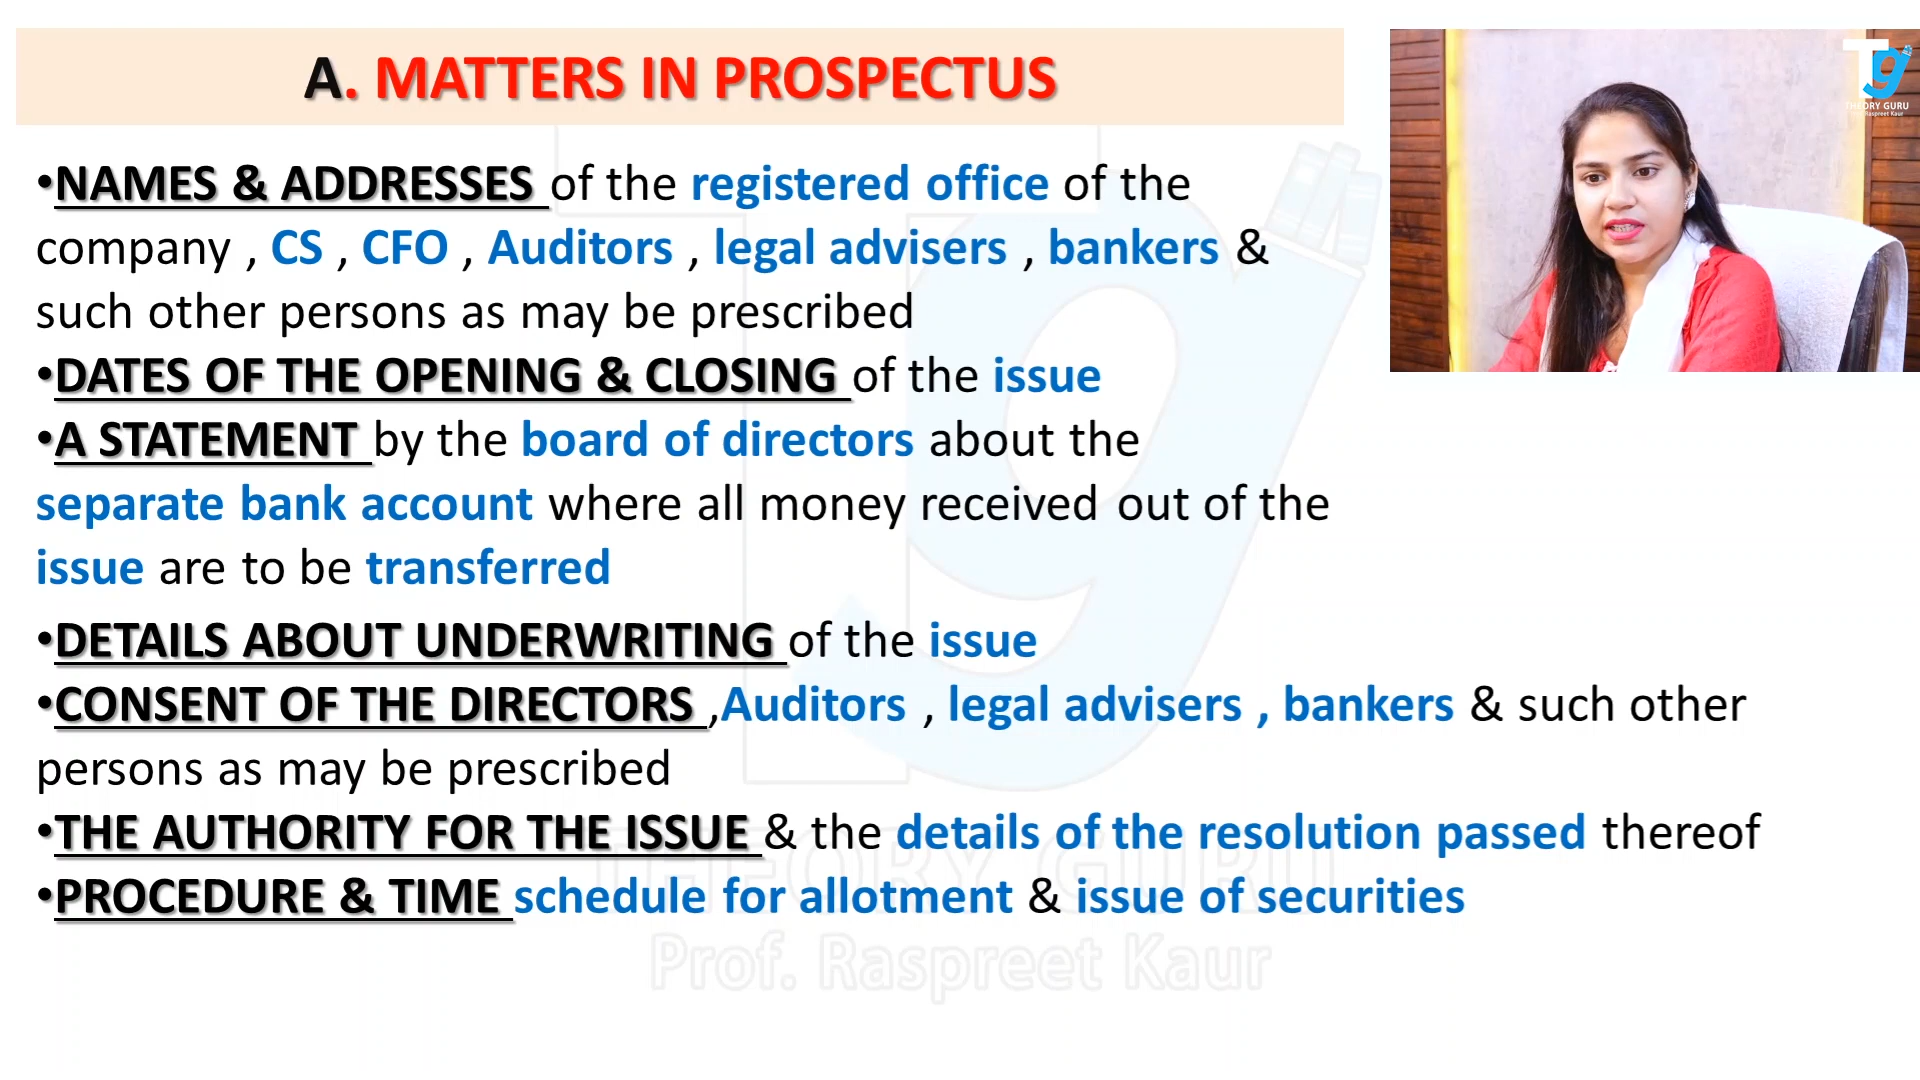 A. MATTERS IN PROSPECTUS
•NAMES & ADDRESSES of the registered office of the
company , CS , CFO , Auditors , legal advisers , bankers &
such other persons as may be prescribed
•DATES OF THE OPENING & CLOSING of the issue
•A STATEMENT by the board of directors about the
separate bank account where all money received out of the
issue are to be transferred
•DETAILS ABOUT UNDERWRITING of the issue
•CONSENT OF THE DIRECTORS ,Auditors , legal advisers , bankers & such other
persons as may be prescribed
•THE AUTHORITY FOR THE ISSUE & the details of the resolution passed thereof
•PROCEDURE & TIME schedule for allotment & issue of securities
THEORY GURU
Prof. Raspreet Kaur
Tg
THEORY GURU
Raspreet Kaur